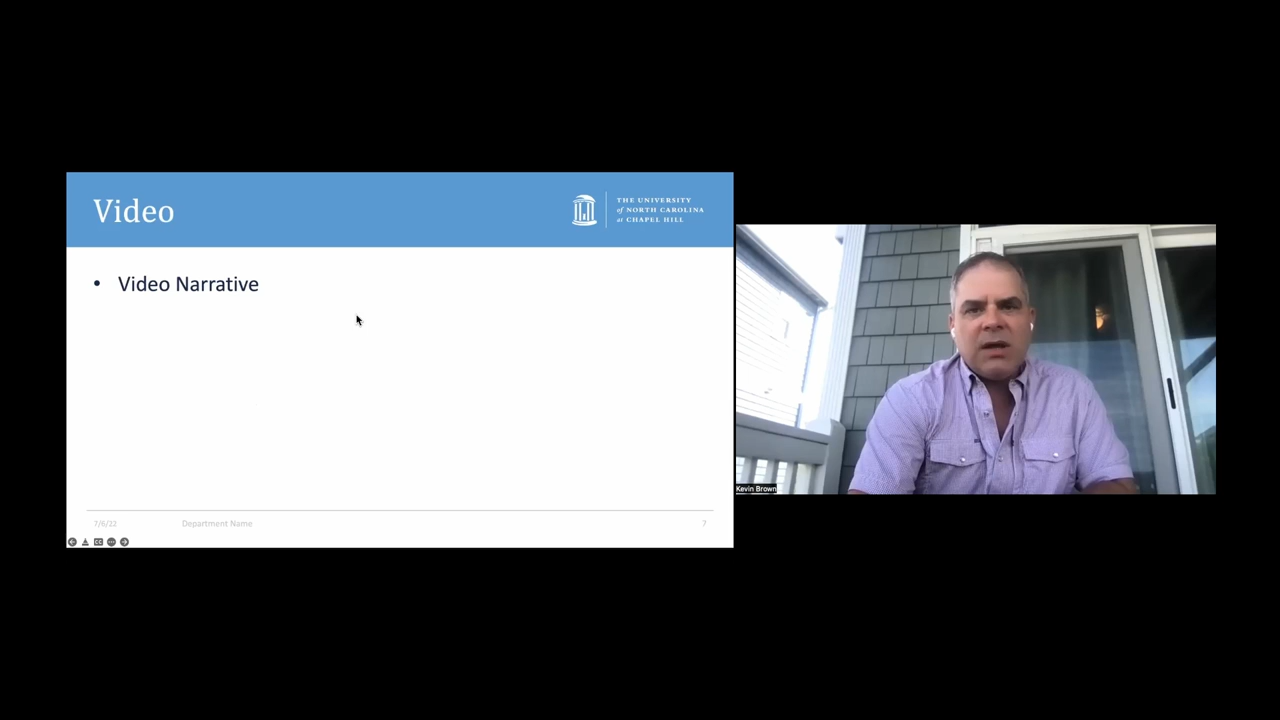 Video
THE UNIVERSITY
of NORTH CAROLINA
at CHAPEL HILL
• Video Narrative
7/6/22
Department Name
7
CC
Kevin Brown